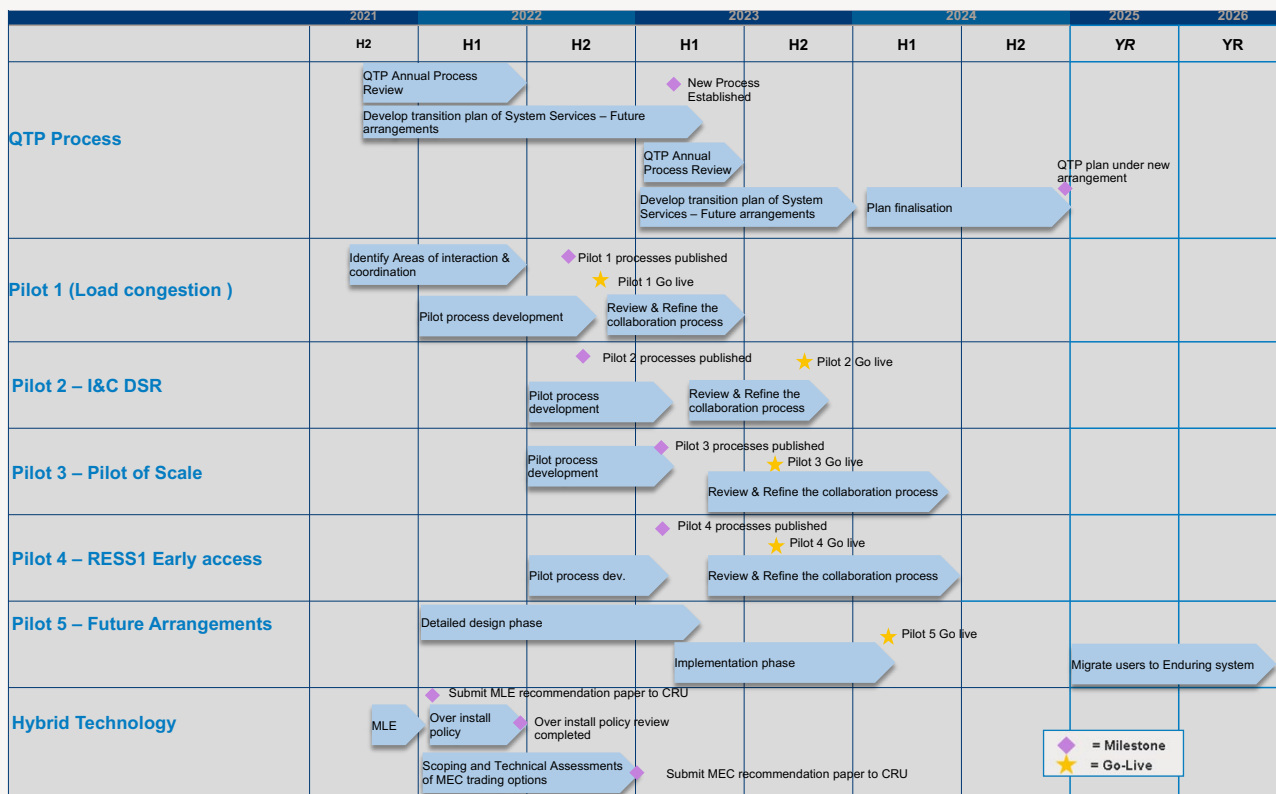 2021 2022 2023 2024 2025 2026
H2 H1 H2 H1 H2 H1 H2 YR YR
QTP Process
QTP Annual Process
Review
New Process
Established
Develop transition plan of System Services – Future
arrangements
QTP Annual
Process Review
QTP plan under new
arrangement
Develop transition plan of System
Services – Future arrangements
Plan finalisation
Pilot 1 (Load congestion )
Identify Areas of interaction &
coordination
Pilot 1 processes published
Pilot 1 Go live
Pilot process development
Review & Refine the
collaboration process
Pilot 2 – I&C DSR
Pilot 2 processes published
Pilot 2 Go live
Pilot process
development
Review & Refine the
collaboration process
Pilot 3 – Pilot of Scale
Pilot process
development
Pilot 3 processes published
Pilot 3 Go live
Review & Refine the collaboration process
Pilot 4 – RESS1 Early access
Pilot 4 processes published
Pilot 4 Go live
Pilot process dev.
Review & Refine the collaboration process
Pilot 5 – Future Arrangements
Detailed design phase
Pilot 5 Go live
Implementation phase
Migrate users to Enduring system
Hybrid Technology
Submit MLE recommendation paper to CRU
MLE
Over install
policy
Over install policy review
completed
Scoping and Technical Assessments
of MEC trading options
Submit MEC recommendation paper to CRU
= Milestone
= Go-Live